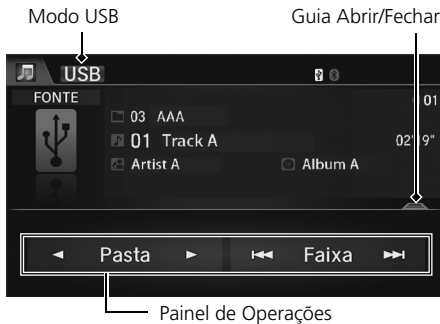 Modo USB
Guia Abrir/Fechar
USB
FONTE
01
03 AAA
01 Track A
Artist A
Album A
Pasta
Faixa
Painel de Operações